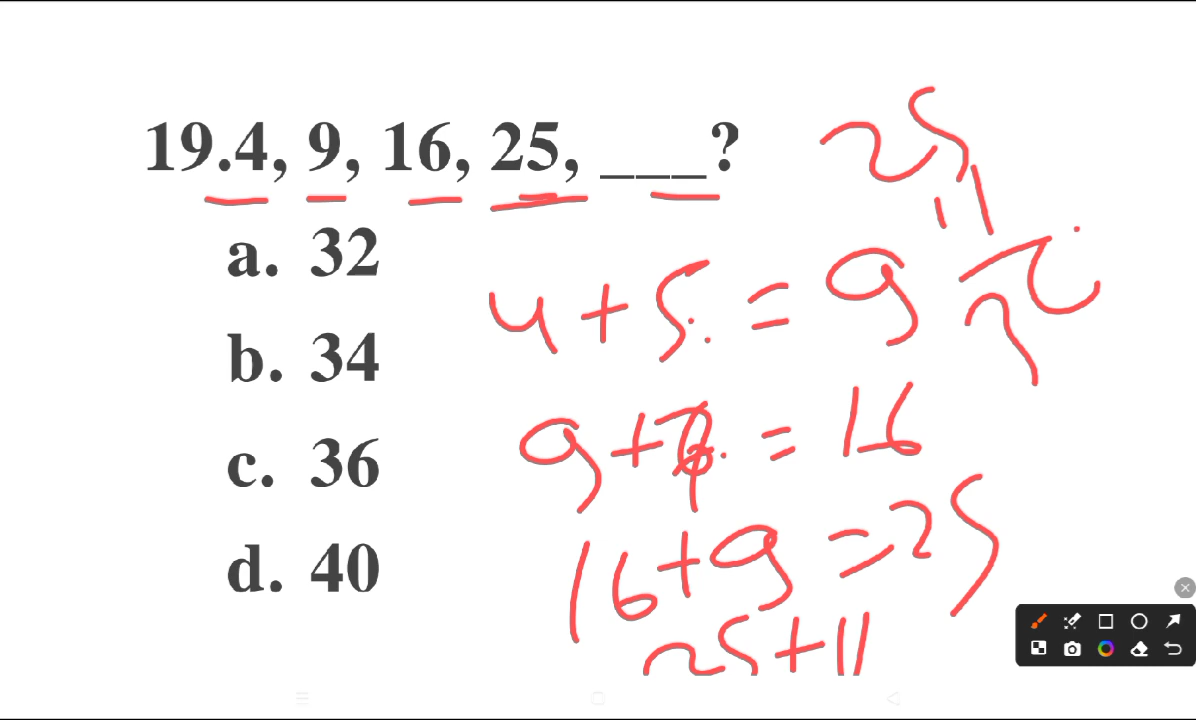 19.4, 9, 16, 25, ___?
a. 32
b. 34
c. 36
d. 40
25
4+5=9
9+7=16
16+9=25
25+11